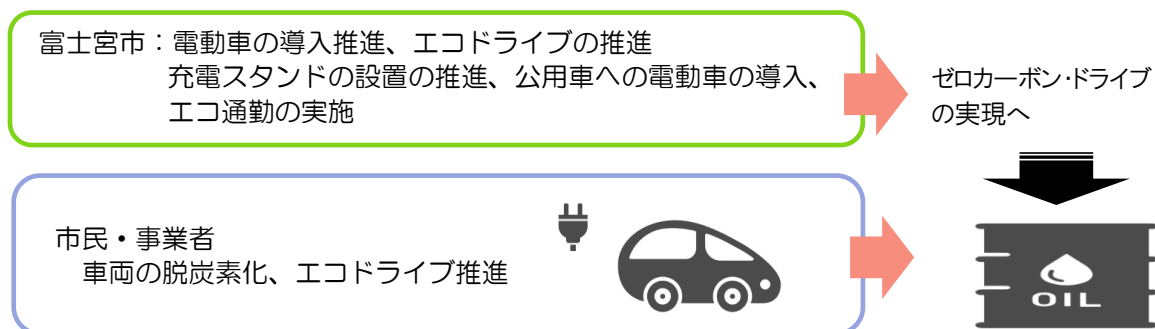 富士宮市：電動車の導入推進、エコドライブの推進
充電スタンドの設置の推進、公用車への電動車の導入、
エコ通勤の実施
ゼロカーボン・ドライブ
の実現へ
市民・事業者
車両の脱炭素化、エコドライブ推進
OIL